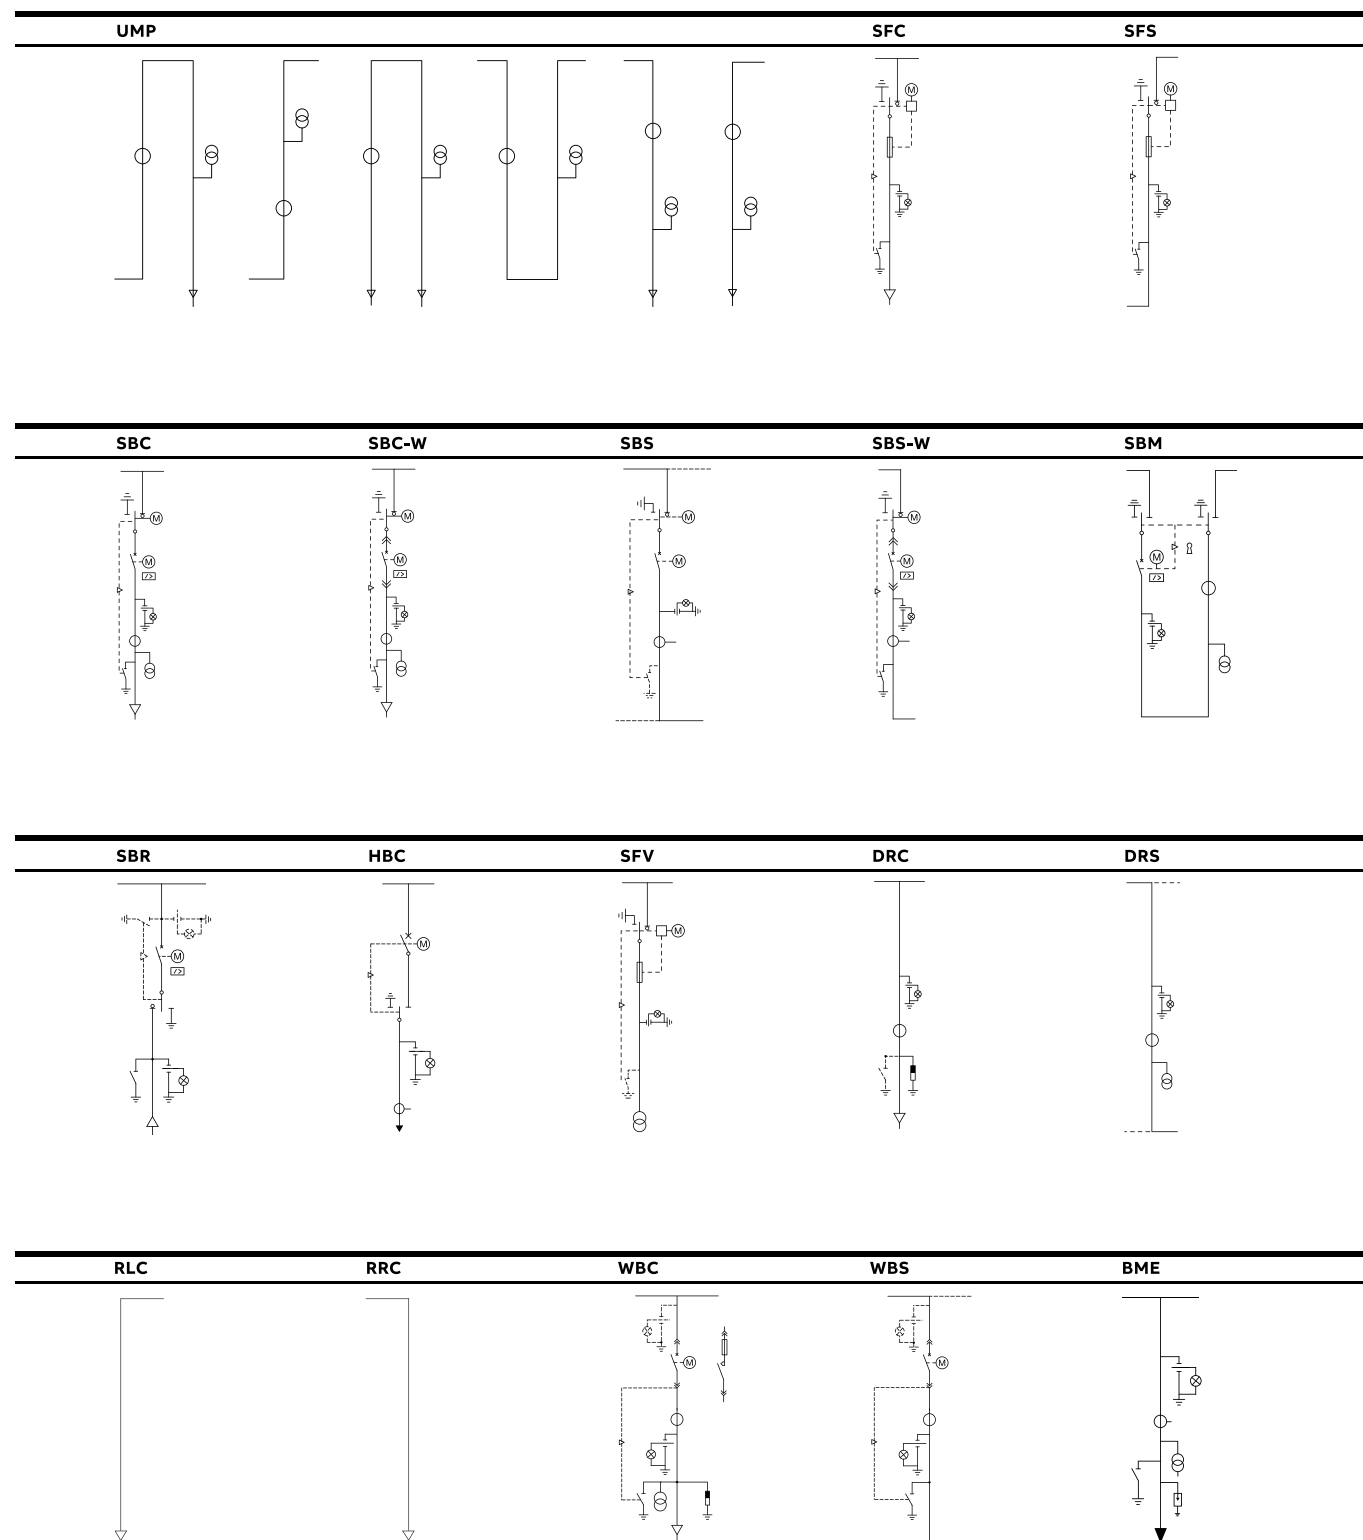 UMP SFC SFS
M M
SBC SBC-W SBS SBS-W SBM
M M M M
M M M M M
I> I> I> I>
SBR HBC SFV DRC DRS
M
M
M
I>
RLC RRC WBC WBS BME
M M